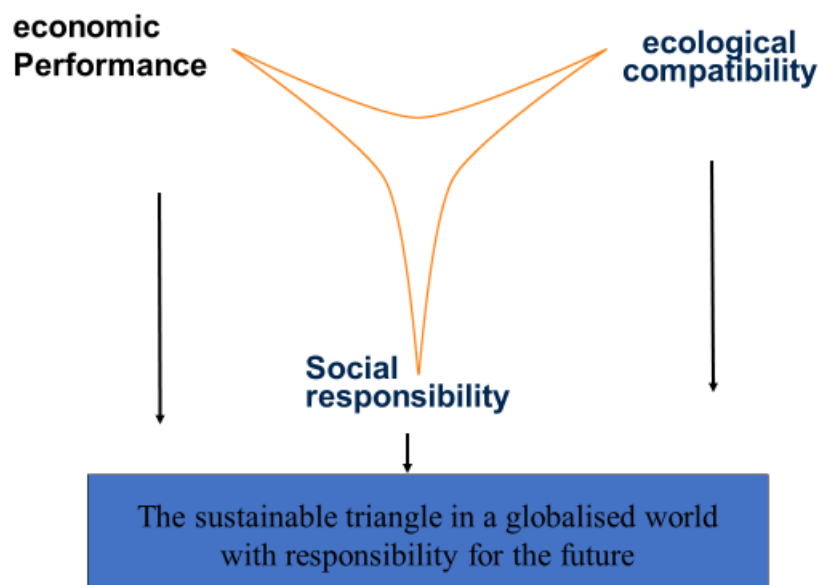 economic
Performance
ecological
compatibility
Social
responsibility
The sustainable triangle in a globalised world
with responsibility for the future